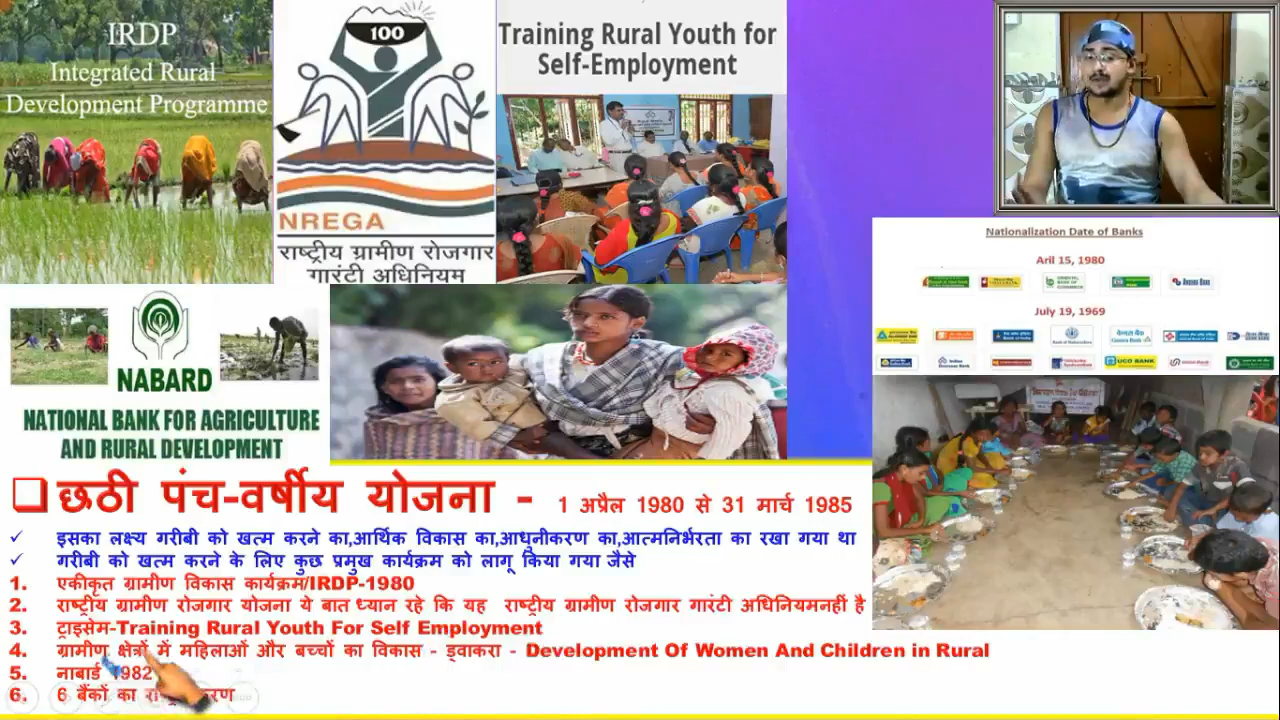 IRDP
Integrated Rural
Development Programme
100
NREGA
राष्ट्रीय ग्रामीण रोजगार
गारंटी अधिनियम
Training Rural Youth for
Self-Employment
Nationalization Date of Banks
Aril 15, 1980
July 19, 1969
UCO BANK
NABARD
NATIONAL BANK FOR AGRICULTURE
AND RURAL DEVELOPMENT
छठी पंच-वर्षीय योजना - 1 अप्रैल 1980 से 31 मार्च 1985
✓ इसका लक्ष्य गरीबी को खत्म करने का,आर्थिक विकास का,आधुनीकरण का,आत्मनिर्भरता का रखा गया था
✓ गरीबी को खत्म करने के लिए कुछ प्रमुख कार्यक्रम को लागू किया गया जैसे
1. एकीकृत ग्रामीण विकास कार्यक्रम/IRDP-1980
2. राष्ट्रीय ग्रामीण रोजगार योजना ये बात ध्यान रहे कि यह राष्ट्रीय ग्रामीण रोजगार गारंटी अधिनियमनहीं है
3. ट्राइसेम-Training Rural Youth For Self Employment
4. ग्रामीण क्षेत्रों में महिलाओं और बच्चों का विकास - ड्वाकरा - Development Of Women And Children in Rural
5. नाबार्ड 1982
6. 6 बैंकों का